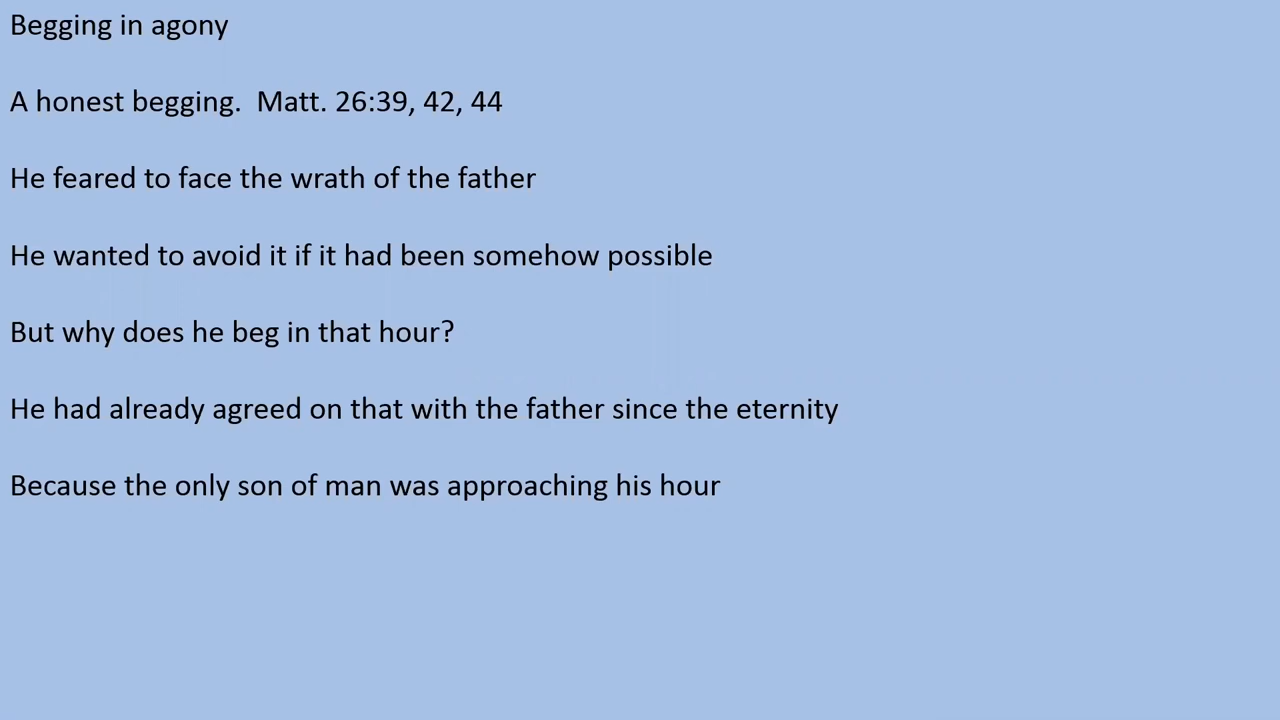 Begging in agony
A honest begging.  Matt. 26:39, 42, 44
He feared to face the wrath of the father
He wanted to avoid it if it had been somehow possible
But why does he beg in that hour?
He had already agreed on that with the father since the eternity
Because the only son of man was approaching his hour